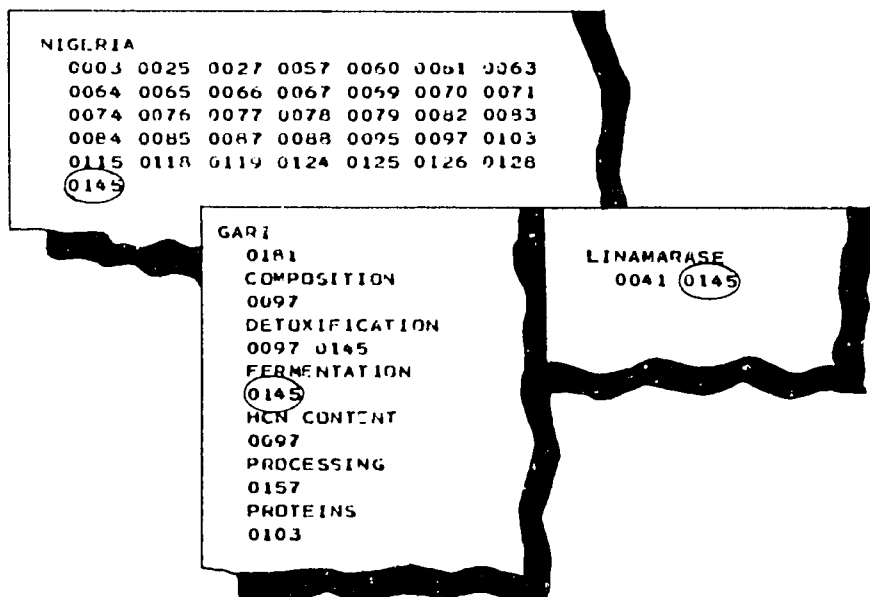 NIGERIA
0003 0025 0027 0057 0060 0061 0063
0064 0065 0066 0067 0069 0070 0071
0074 0076 0077 0078 0079 0082 0083
0084 0085 0087 0088 0095 0097 0103
0115 0118 0119 0124 0125 0126 0128
0145
GARI
0181
COMPOSITION
0097
DETOXIFICATION
0097 0145
FERMENTATION
0145
HCN CONTENT
0097
PROCESSING
0157
PROTEINS
0103
LINAMARASE
0041 0145